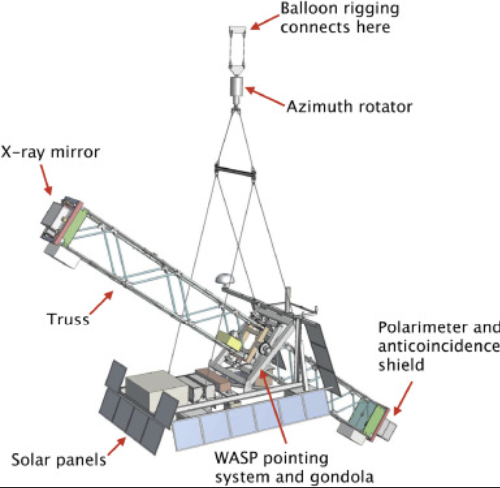 Balloon rigging
connects here
Azimuth rotator
X-ray mirror
Truss
Polarimeter and
anticoincidence
shield
Solar panels
WASP pointing
system and gondola